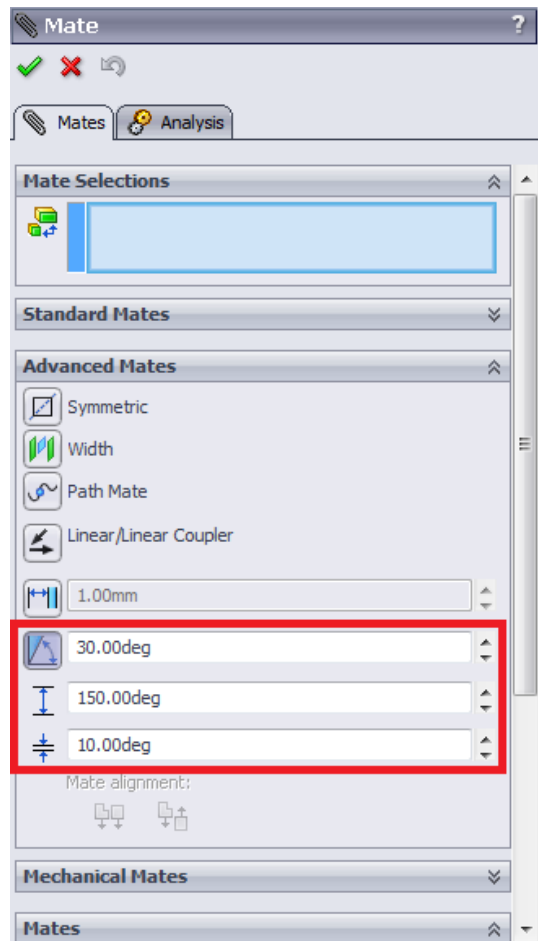 Mate ?
Mates Analysis
Mate Selections
Standard Mates
Advanced Mates
Symmetric
Width
Path Mate
Linear/Linear Coupler
1.00mm
30.00deg
150.00deg
10.00deg
Mate alignment:
Mechanical Mates
Mates